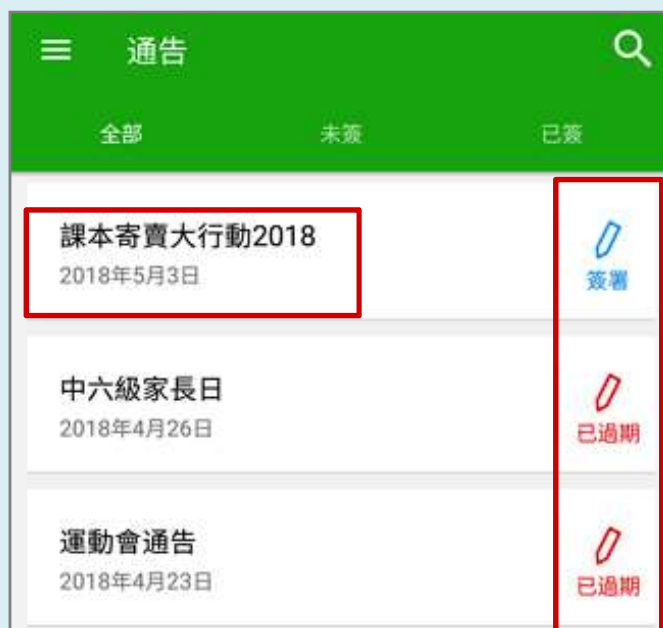 通告
全部 未簽 已簽
課本寄賣大行動2018
2018年5月3日
簽署
中六級家長日
2018年4月26日
已過期
運動會通告
2018年4月23日
已過期